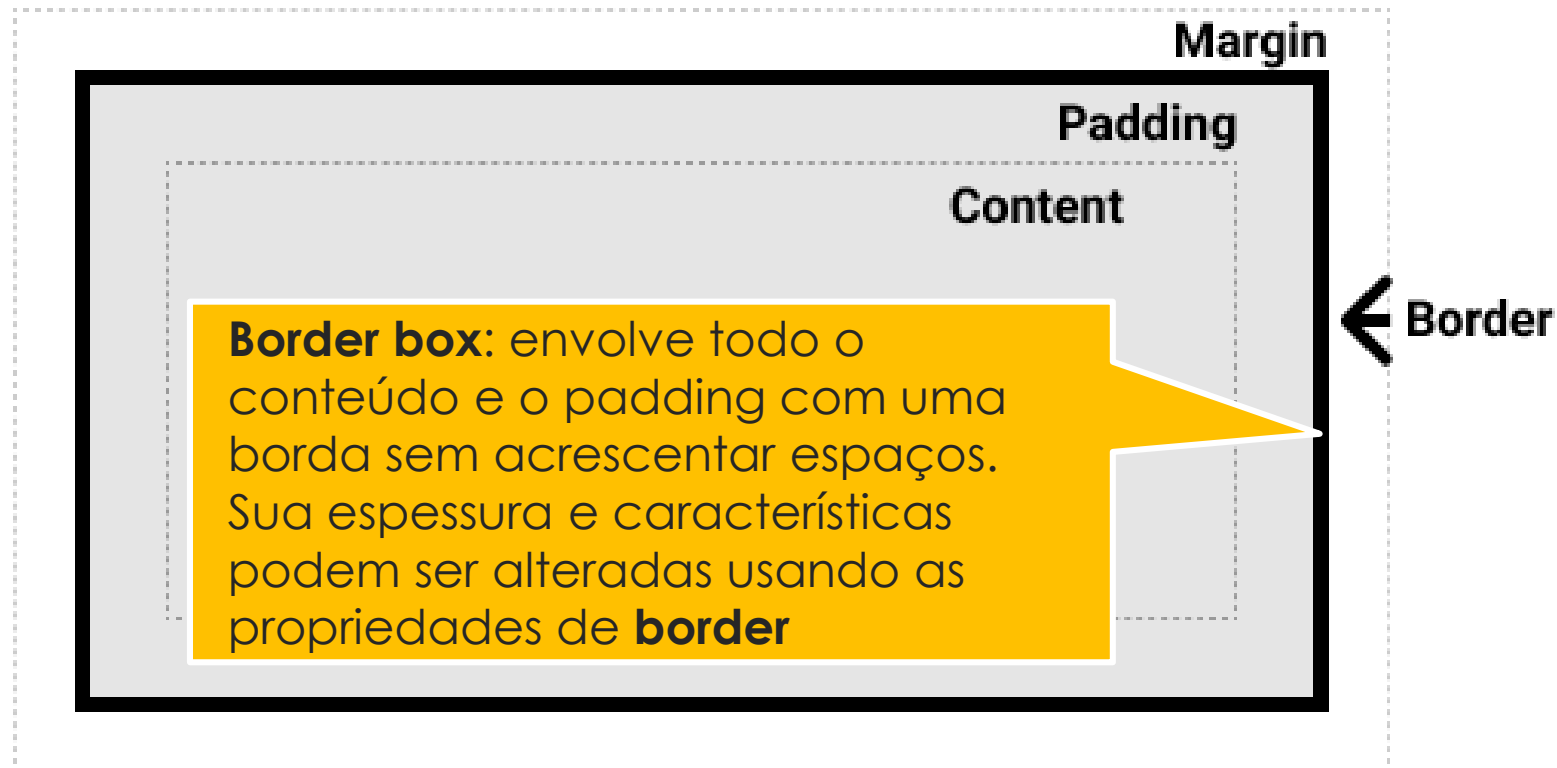 Margin
Padding
Content
Border
Border box: envolve todo o
conteúdo e o padding com uma
borda sem acrescentar espaços.
Sua espessura e características
podem ser alteradas usando as
propriedades de border